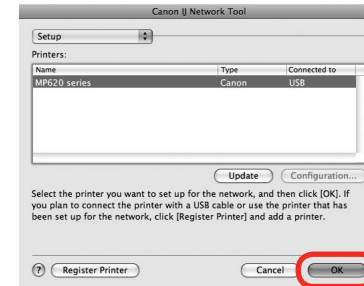 Canon IJ Network Tool
Setup
Printers:
Name Type Connected to
MP620 series Canon USB
Update Configuration...
Select the printer you want to set up for the network, and then click [OK]. If
you plan to connect the printer with a USB cable or use the printer that has
been set up for the network, click [Register Printer] and add a printer.
? Register Printer Cancel OK